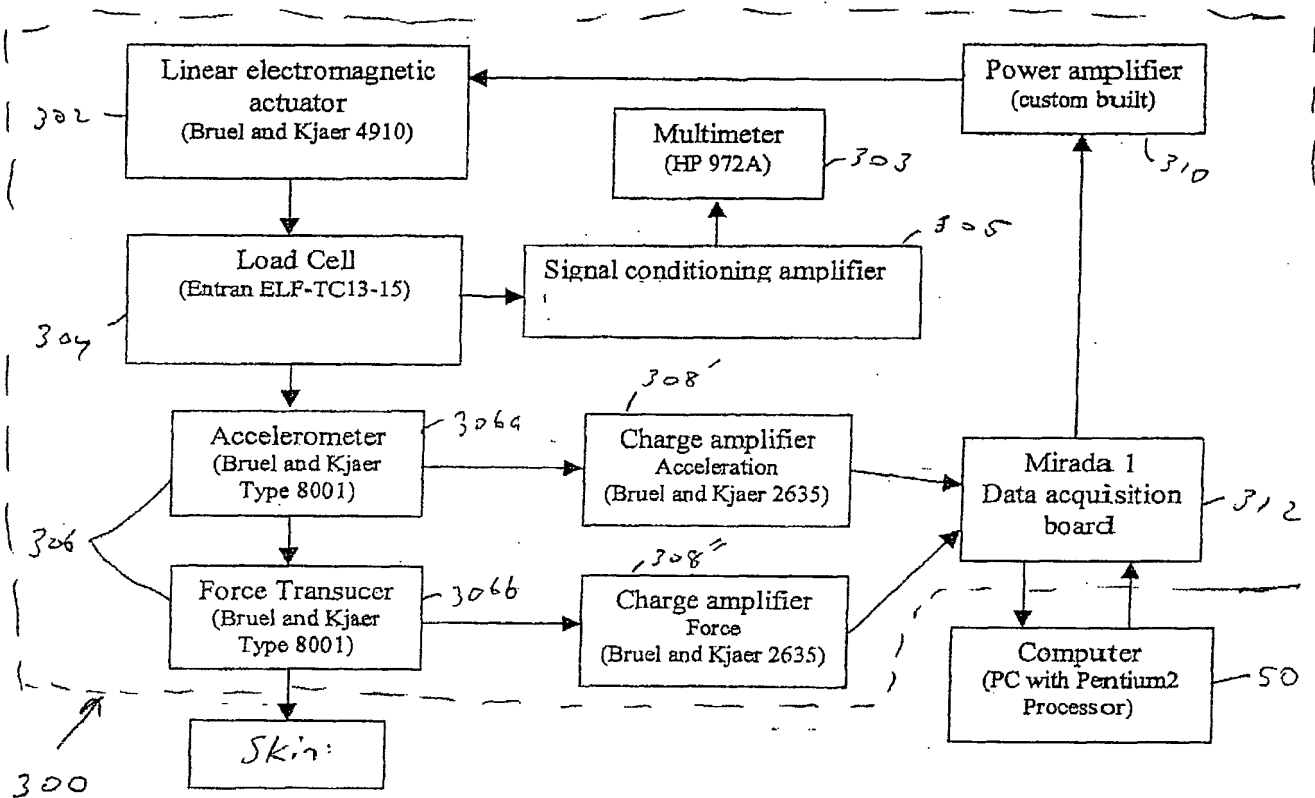 Linear electromagnetic
actuator
(Bruel and Kjaer 4910)
302
Power amplifier
(custom built)
310
Multimeter
(HP 972A)
303
305
Load Cell
(Entran ELF-TC13-15)
304
Signal conditioning amplifier
308'
Accelerometer
(Bruel and Kjaer
Type 8001)
306a
Charge amplifier
Acceleration
(Bruel and Kjaer 2635)
Mirada 1
Data acquisition
board
312
306
308"
Force Transucer
(Bruel and Kjaer
Type 8001)
306b
Charge amplifier
Force
(Bruel and Kjaer 2635)
Computer
(PC with Pentium2
Processor)
50
Skin
300